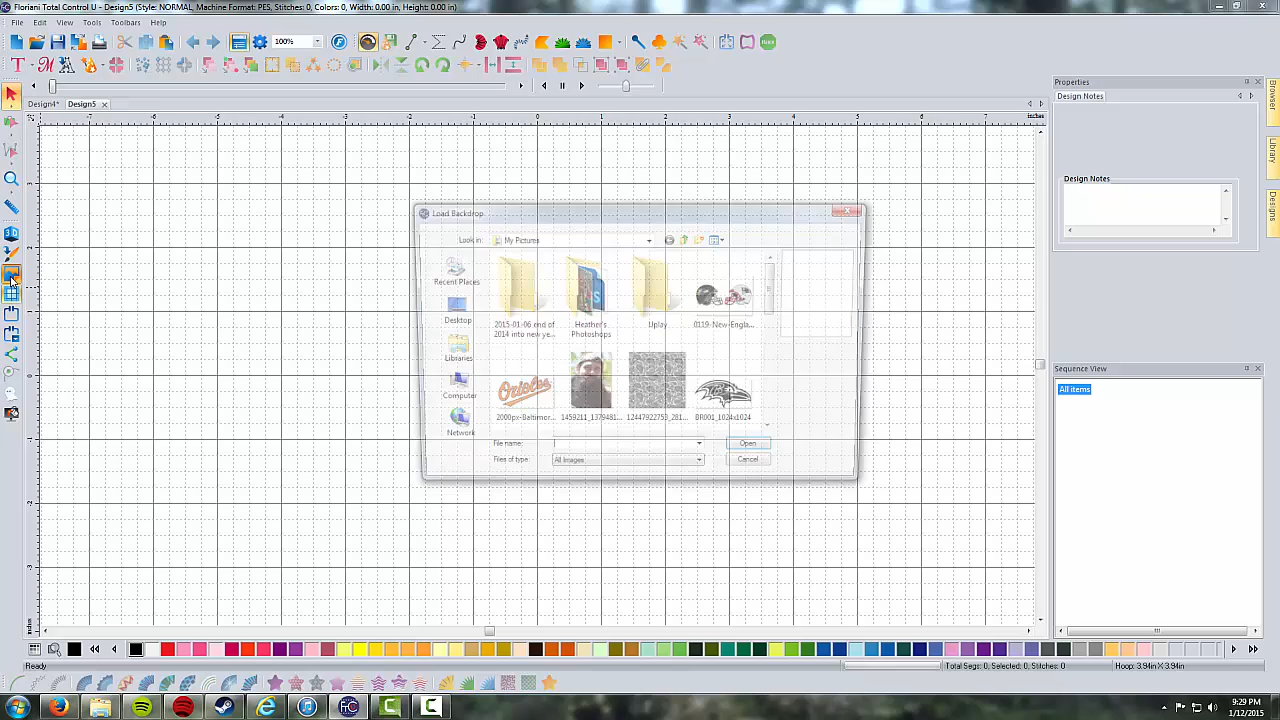 Floriani Total Control U - Design5 (Style: NORMAL, Machine Format: PES, Stitches: 0, Colors: 0, Width: 0.00 in, Height: 0.00 in)
File Edit View Tools Toolbars Help
100%
Design4* Design5
inches
Properties
Design Notes
Design Notes
Browser
Library
Designs
Load Backdrop
Look in: My Pictures
Recent Places
Desktop
Libraries
Computer
Network
2015-01-06 end of 2014 into new ye...
Heather's Photoshops
Uplay
0119-New-Engla...
2000px-Baltimor...
1459211_1379481...
12447922753_281...
BR001_1024x1024
File name:
Open
Files of type: All Images
Cancel
Sequence View
All items
Ready
Total Segs: 0, Selected: 0, Stitches: 0
Hoop: 3.94in X 3.94in
9:29 PM
1/12/2015